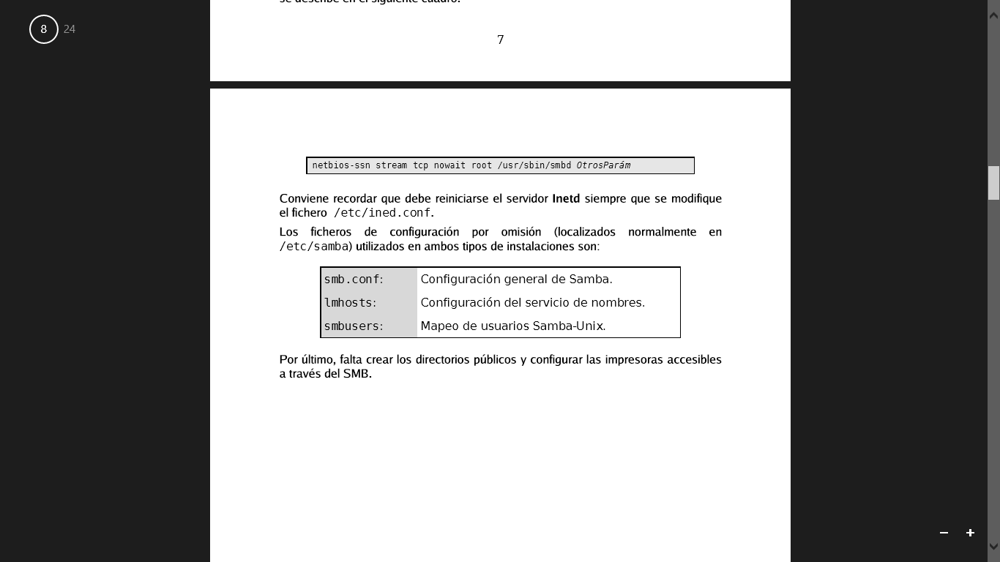 8 24
se describe en el siguiente cuadro.
7
netbios-ssn stream tcp nowait root /usr/sbin/smbd OtrosParám
Conviene recordar que debe reiniciarse el servidor Inetd siempre que se modifique
el fichero /etc/ined.conf.
Los ficheros de configuración por omisión (localizados normalmente en
/etc/samba) utilizados en ambos tipos de instalaciones son:
smb.conf: Configuración general de Samba.
lmhosts: Configuración del servicio de nombres.
smbusers: Mapeo de usuarios Samba-Unix.
Por último, falta crear los directorios públicos y configurar las impresoras accesibles
a través del SMB.